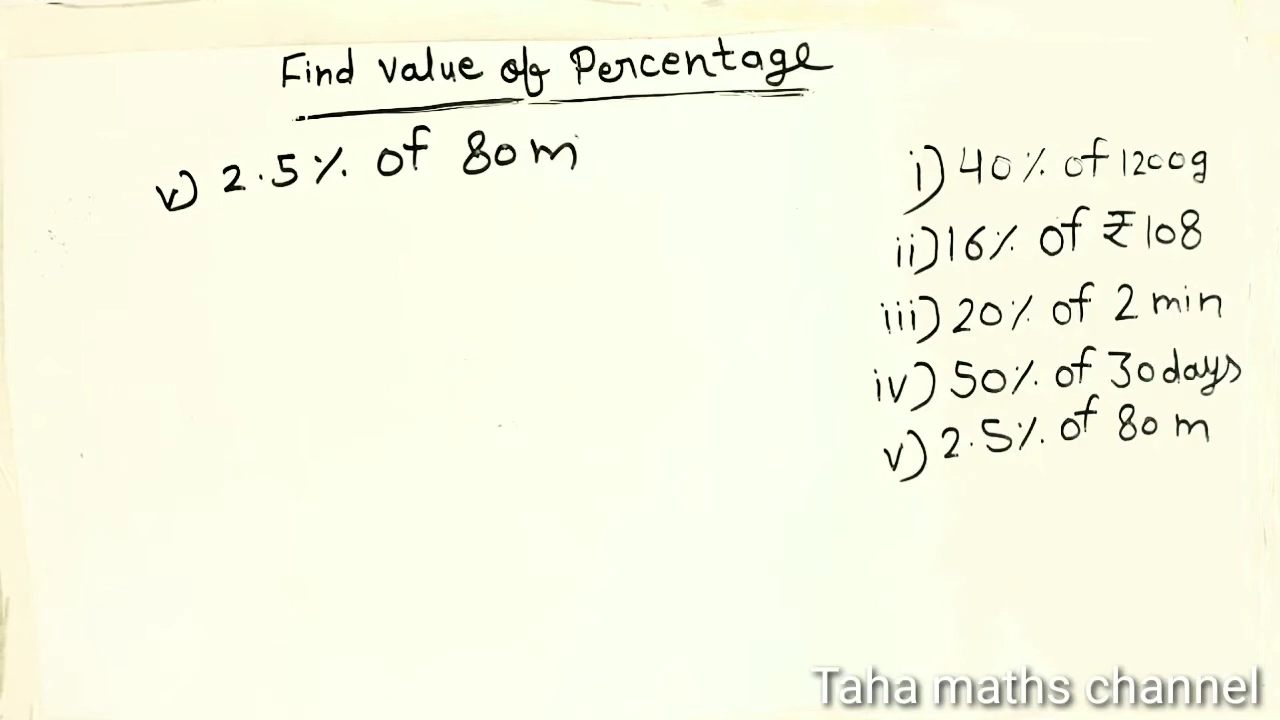 Find value of Percentage
v) 2.5% of 80m
i) 40% of 1200g
ii) 16% of ₹108
iii) 20% of 2 min
iv) 50% of 30days
v) 2.5% of 80 m
Taha maths channel